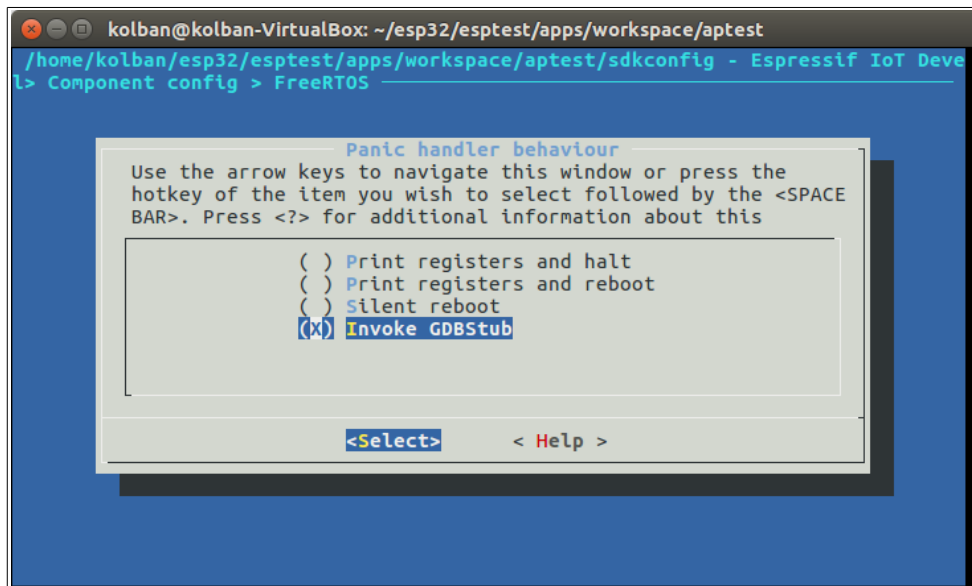 kolban@kolban-VirtualBox: ~/esp32/esptest/apps/workspace/aptest
/home/kolban/esp32/esptest/apps/workspace/aptest/sdkconfig - Espressif IoT Deve
l> Component config > FreeRTOS
Panic handler behaviour
Use the arrow keys to navigate this window or press the
hotkey of the item you wish to select followed by the <SPACE
BAR>. Press <?> for additional information about this
( ) Print registers and halt
( ) Print registers and reboot
( ) Silent reboot
(X) Invoke GDBStub
<Select> < Help >